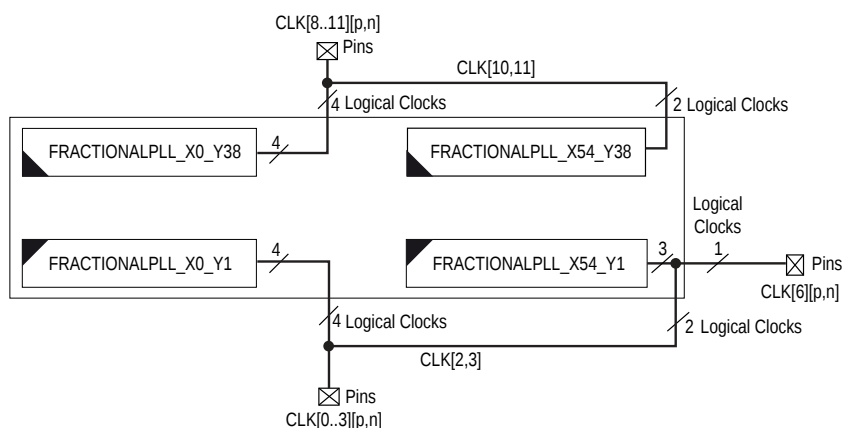 CLK[8..11][p,n]
Pins
CLK[10,11]
4 Logical Clocks
2 Logical Clocks
FRACTIONALPLL_X0_Y38
4
FRACTIONALPLL_X54_Y38
Logical
Clocks
FRACTIONALPLL_X0_Y1
4
FRACTIONALPLL_X54_Y1
3
1
Pins
CLK[6][p,n]
4 Logical Clocks
2 Logical Clocks
CLK[2,3]
Pins
CLK[0..3][p,n]